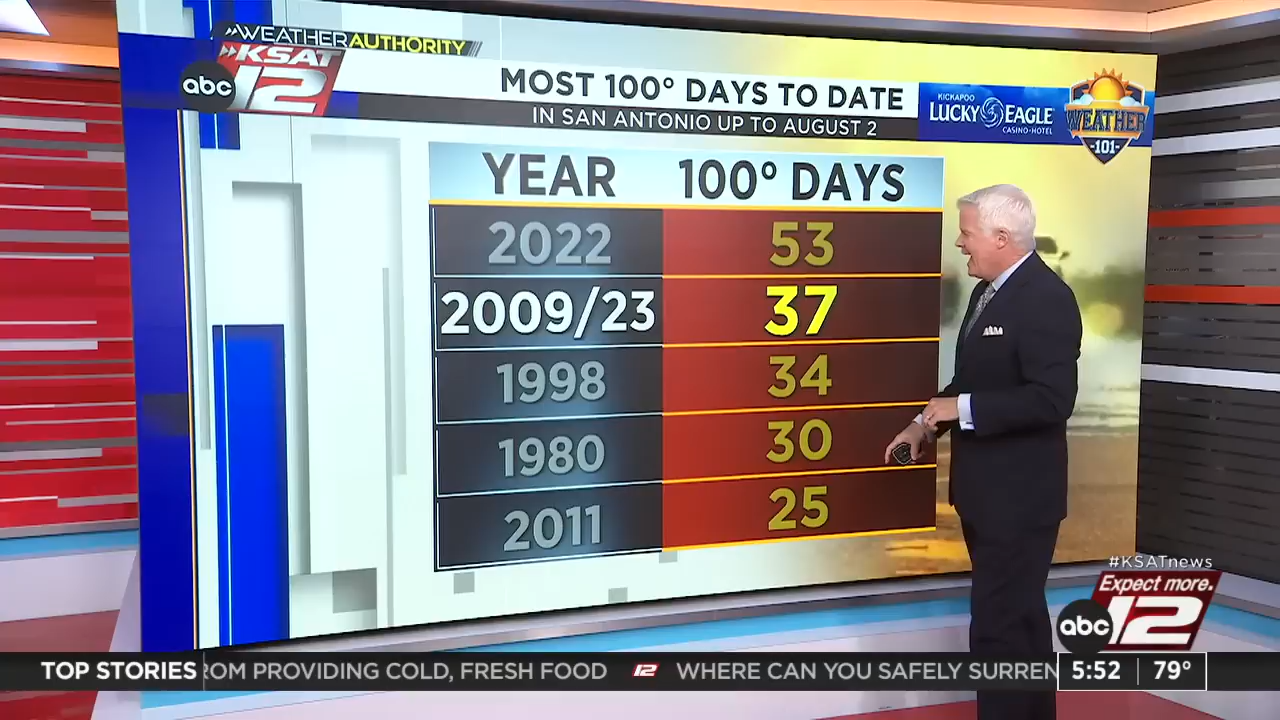 WEATHER AUTHORITY
KSAT
abc 12
MOST 100° DAYS TO DATE
IN SAN ANTONIO UP TO AUGUST 2
KICKAPOO
LUCKY EAGLE
CASINO·HOTEL
WEATHER
-101-
YEAR 100° DAYS
2022 53
2009/23 37
1998 34
1980 30
2011 25
#KSATnews
Expect more.
abc 12
TOP STORIES ROM PROVIDING COLD, FRESH FOOD 12 WHERE CAN YOU SAFELY SURREN 5:52 79°